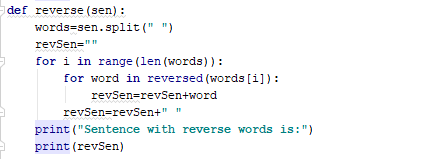 def reverse(sen):
    words=sen.split(" ")
    revSen=""
    for i in range(len(words)):
        for word in reversed(words[i]):
            revSen=revSen+word
        revSen=revSen+" "
    print("Sentence with reverse words is:")
    print(revSen)